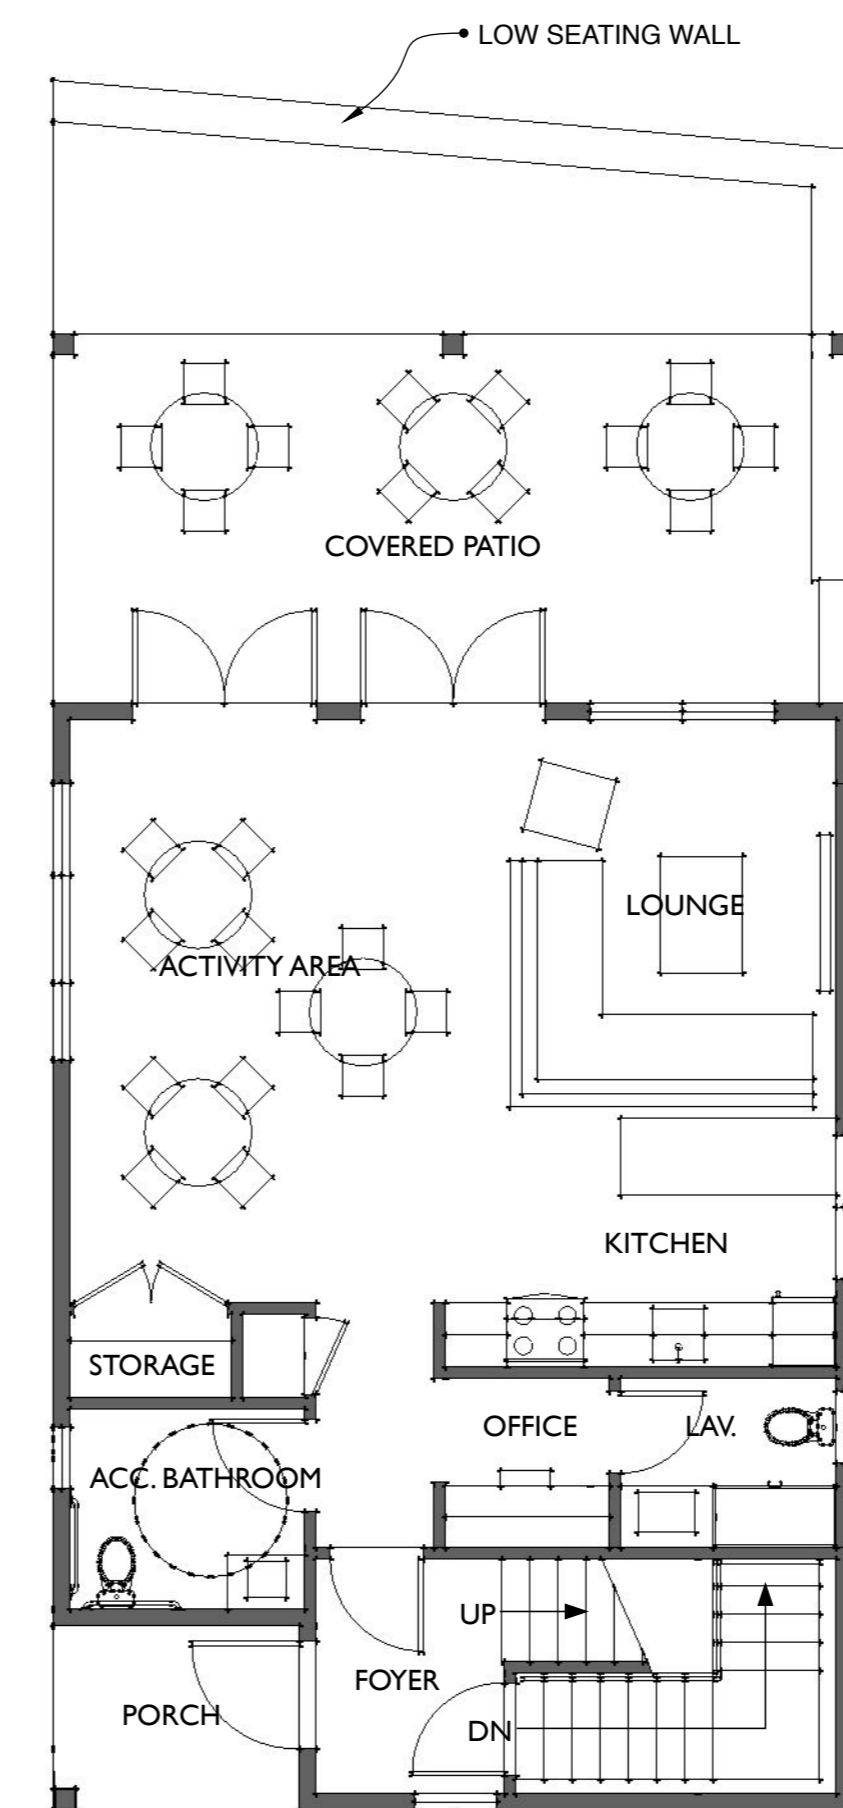 LOW SEATING WALL
COVERED PATIO
LOUNGE
ACTIVITY AREA
KITCHEN
STORAGE
OFFICE
LAV.
ACC. BATHROOM
UP
FOYER
PORCH
DN